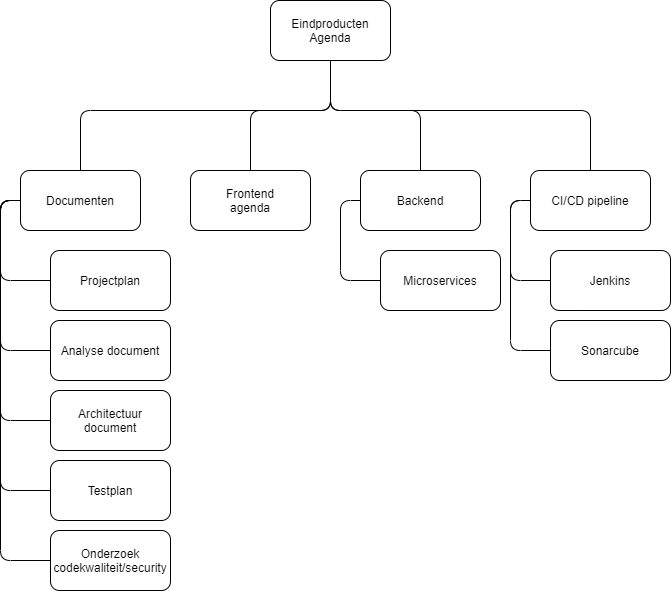 Eindproducten
Agenda
Documenten
Frontend
agenda
Backend
CI/CD pipeline
Projectplan
Microservices
Jenkins
Analyse document
Sonarcube
Architectuur
document
Testplan
Onderzoek
codekwaliteit/security